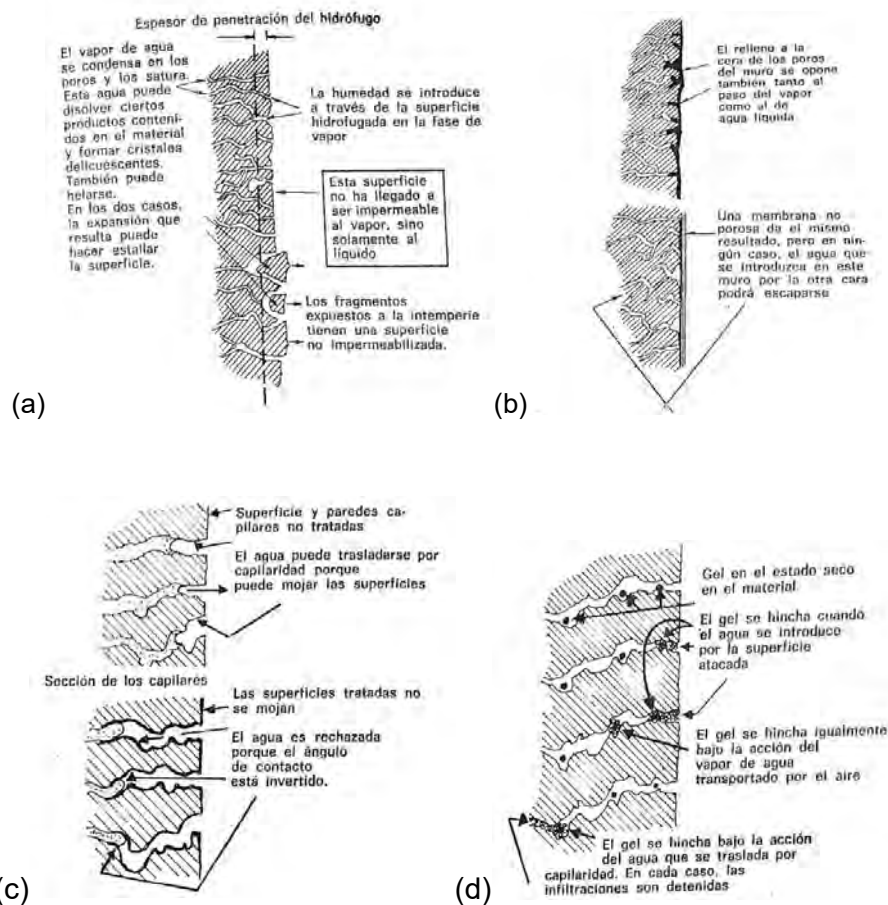 Espesor de penetración del hidrófugo
El vapor de agua
se condensa en los
poros y los satura.
Esta agua puede
disolver ciertos
productos conteni-
dos en el material
y formar cristales
delicuescentes.
También puede
helarse.
En los dos casos,
la expansión que
resulta puede
hacer estallar
la superficie.
La humedad se introduce
a través de la superficie
hidrofugada en la fase de
vapor
Esta superficie
no ha llegado a
ser impermeable
al vapor, sino
solamente al
líquido
Los fragmentos
expuestos a la intemperie
tienen una superficie
no impermeabilizada.
(a)
El relleno a la
cera de los poros
del muro se opone
también tanto al
paso del vapor
como al de
agua líquida
Una membrana no
porosa da el mismo
resultado, pero en nin-
gún caso, el agua que
se introduzca en este
muro por la otra cara
podrá escaparse
(b)
Superficie y paredes ca-
pilares no tratadas
El agua puede trasladarse por
capilaridad porque
puede mojar las superficies
Sección de los capilares
Las superficies tratadas no
se mojan
El agua es rechazada
porque el ángulo
de contacto
está invertido.
(c)
Gel en el estado seco
en el material
El gel se hincha cuando
el agua se introduce
por la superficie
atacada
El gel se hincha igualmente
bajo la acción del
vapor de agua
transportado por el aire
El gel se hincha bajo la acción
del agua que se traslada por
capilaridad. En cada caso, las
infiltraciones son detenidas
(d)